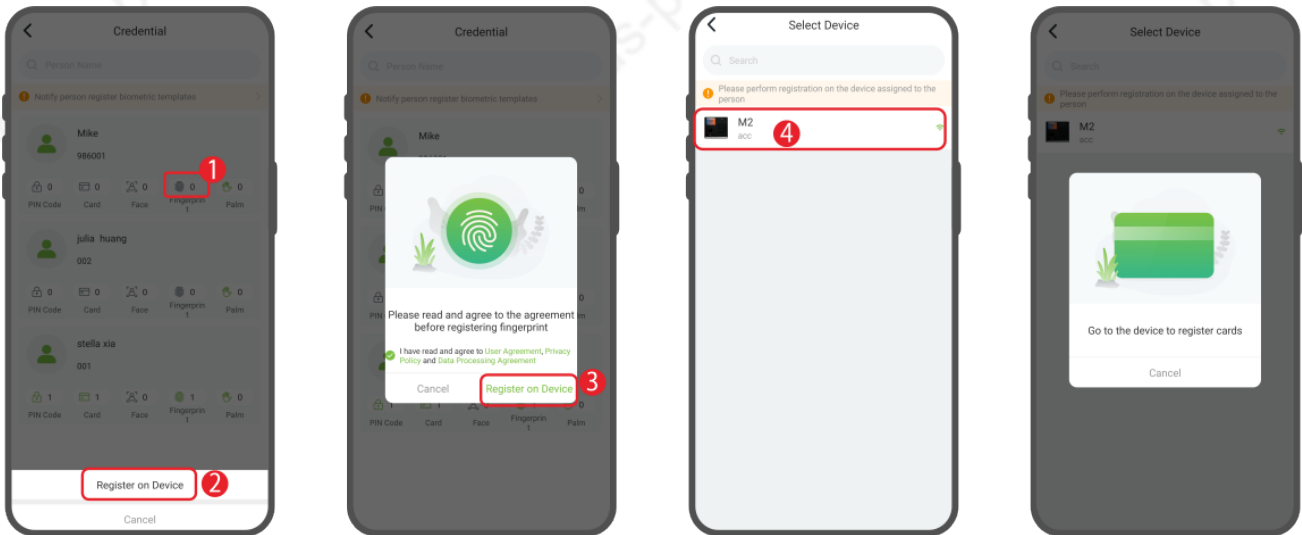 Credential
Person Name
Notify person register biometric templates
Mike
986001
1
0 0 0 0 0
PIN Code Card Face Fingerprin Palm
t
julia huang
002
0 0 0 0 0
PIN Code Card Face Fingerprin Palm
t
stella xia
001
1 1 0 1 0
PIN Code Card Face Fingerprin Palm
t
Register on Device 2
Cancel
Credential
Person Name
Notify person register biometric templates
Mike
0
PIN
Please read and agree to the agreement
before registering fingerprint
I have read and agree to User Agreement, Privacy
Policy and Data Processing Agreement
Cancel Register on Device 3
PIN Code Card Face Fingerprin Palm
t
Select Device
Search
Please perform registration on the device assigned to the
person
M2
acc 4
Select Device
Search
Please perform registration on the device assigned to the
person
M2
acc
Go to the device to register cards
Cancel